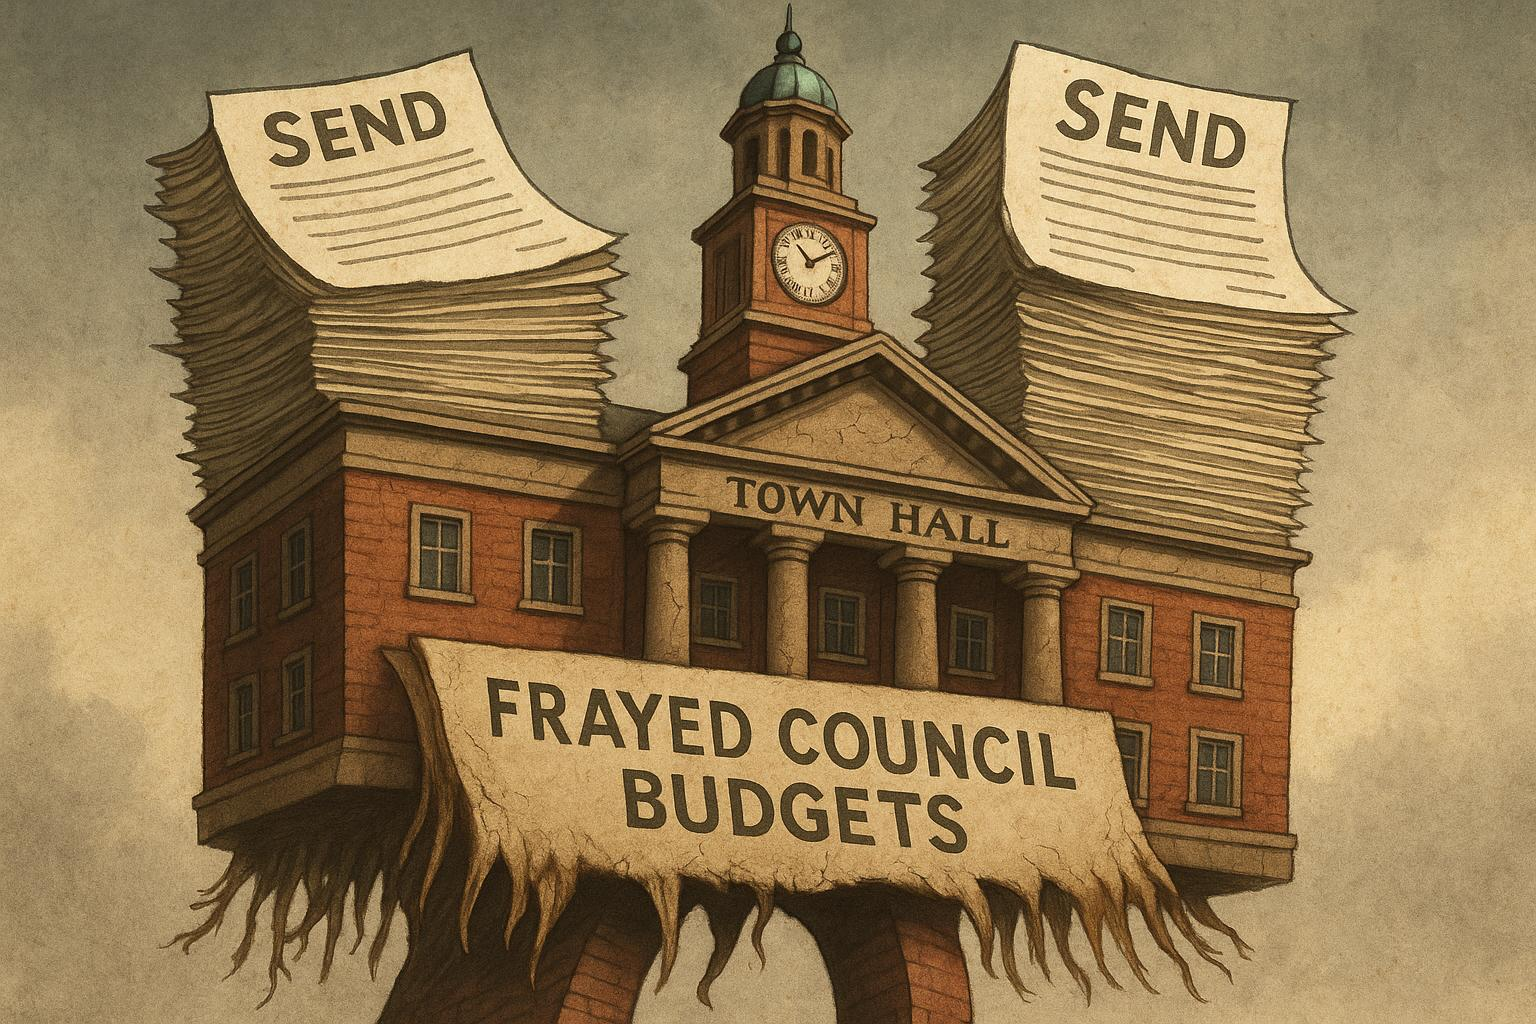 SEND
SEND
TOWN HALL
FRAYED COUNCIL
BUDGETS